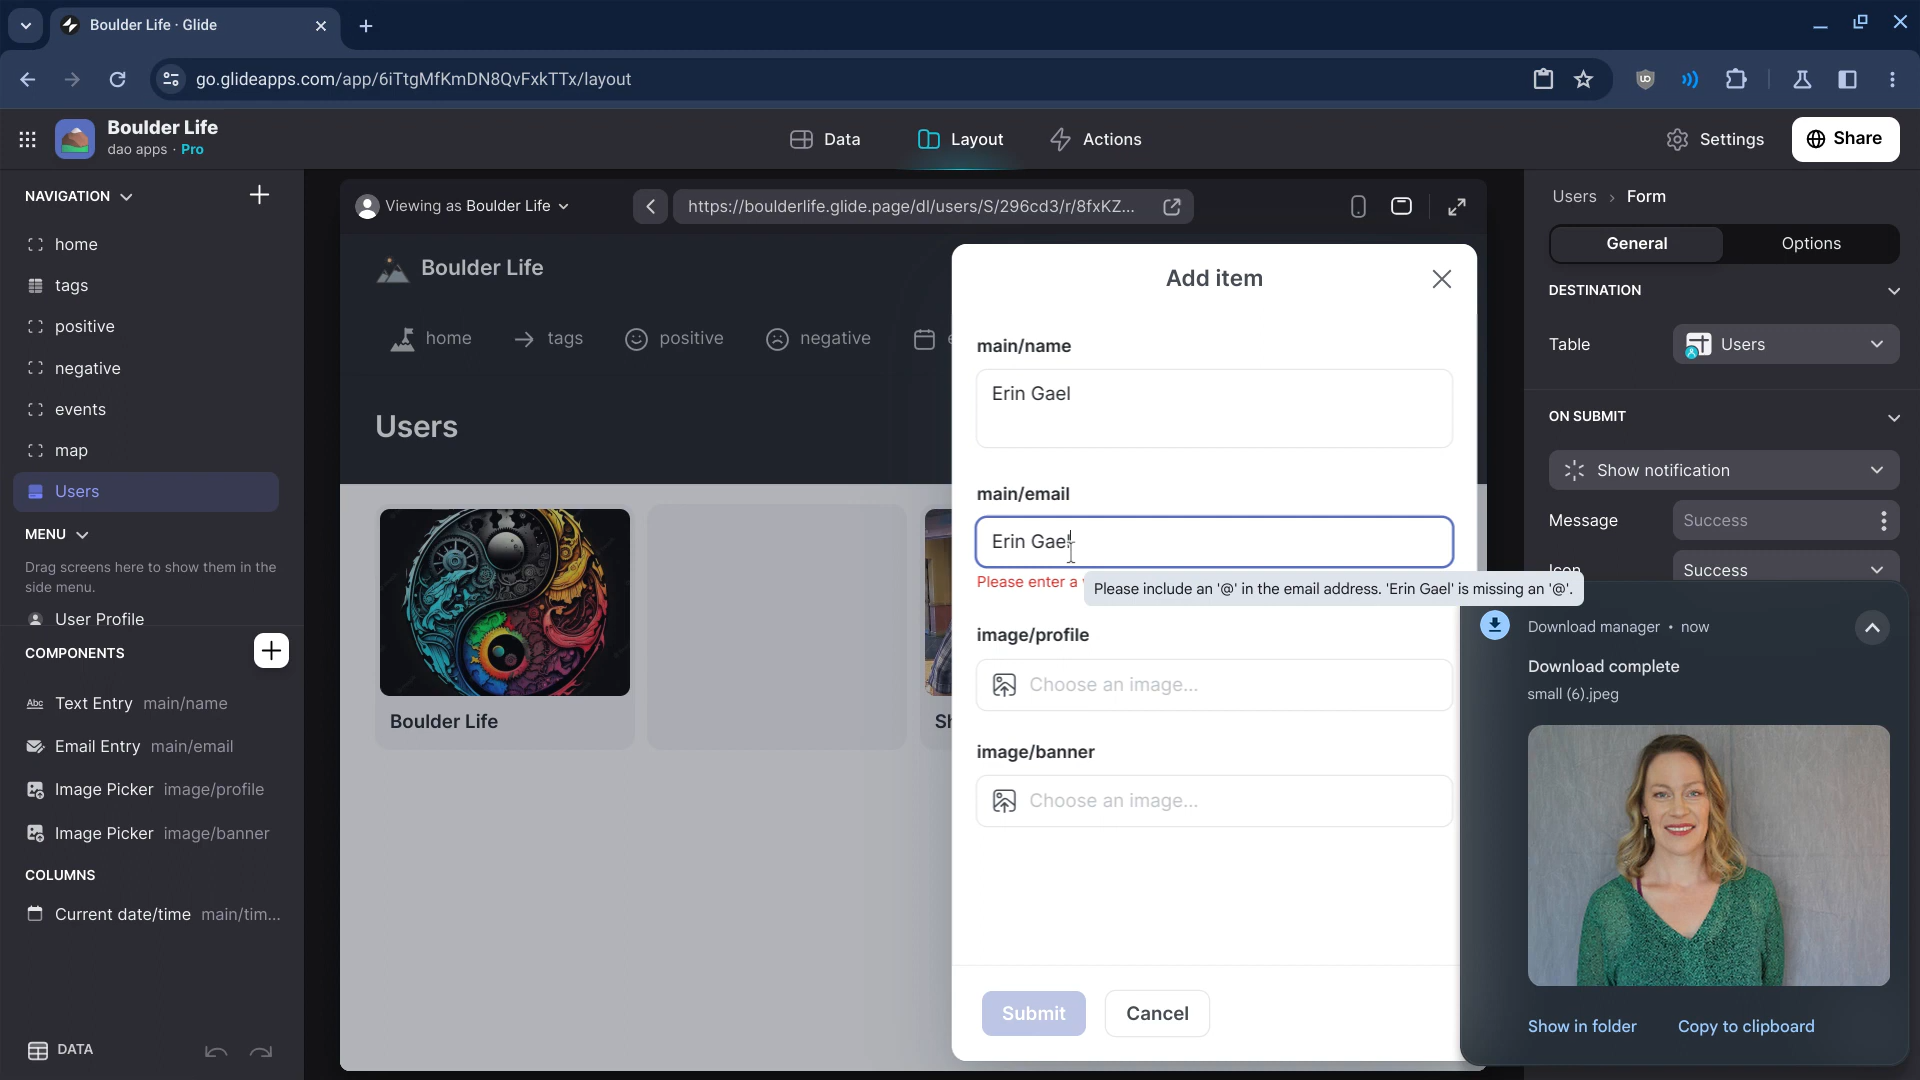 Boulder Life · Glide
go.glideapps.com/app/6iTtgMfKmDN8QvFxkTTx/layout
Boulder Life
dao apps · Pro
Data
Layout
Actions
Settings
Share
NAVIGATION
home
tags
positive
negative
events
map
Users
MENU
Drag screens here to show them in the
side menu.
User Profile
COMPONENTS
Text Entry main/name
Email Entry main/email
Image Picker image/profile
Image Picker image/banner
COLUMNS
Current date/time main/tim...
DATA
Viewing as Boulder Life
https://boulderlife.glide.page/dl/users/S/296cd3/r/8fxKZ...
Boulder Life
home
tags
positive
negative
Users
Boulder Life
Add item
main/name
Erin Gael
main/email
Erin Gael
Please enter a
Please include an '@' in the email address. 'Erin Gael' is missing an '@'.
image/profile
Choose an image...
image/banner
Choose an image...
Submit
Cancel
Users › Form
General
Options
DESTINATION
Table
Users
ON SUBMIT
Show notification
Message
Success
Icon
Success
Download manager • now
Download complete
small (6).jpeg
Show in folder
Copy to clipboard